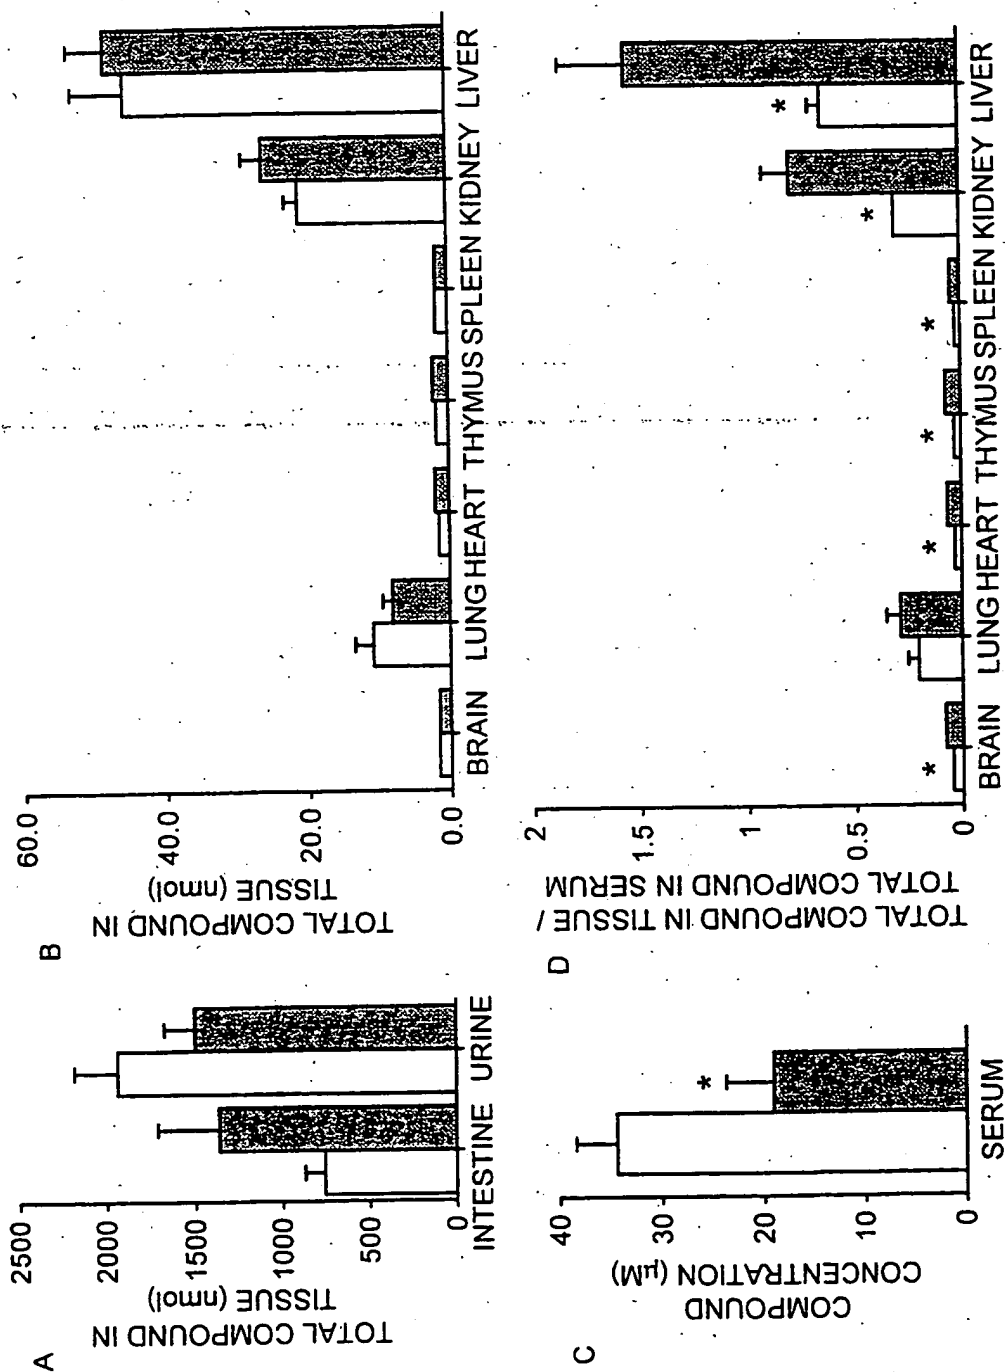 A
TOTAL COMPOUND IN
TISSUE (nmol)
2500
2000
1500
1000
500
0
INTESTINE URINE
B
TOTAL COMPOUND IN
TISSUE (nmol)
60.0
40.0
20.0
0.0
BRAIN LUNG HEART THYMUS SPLEEN KIDNEY LIVER
C
COMPOUND
CONCENTRATION (µM)
40
30
20
10
0
*
SERUM
D
TOTAL COMPOUND IN TISSUE /
TOTAL COMPOUND IN SERUM
2
1.5
1
0.5
0
* * * * * *
BRAIN LUNG HEART THYMUS SPLEEN KIDNEY LIVER